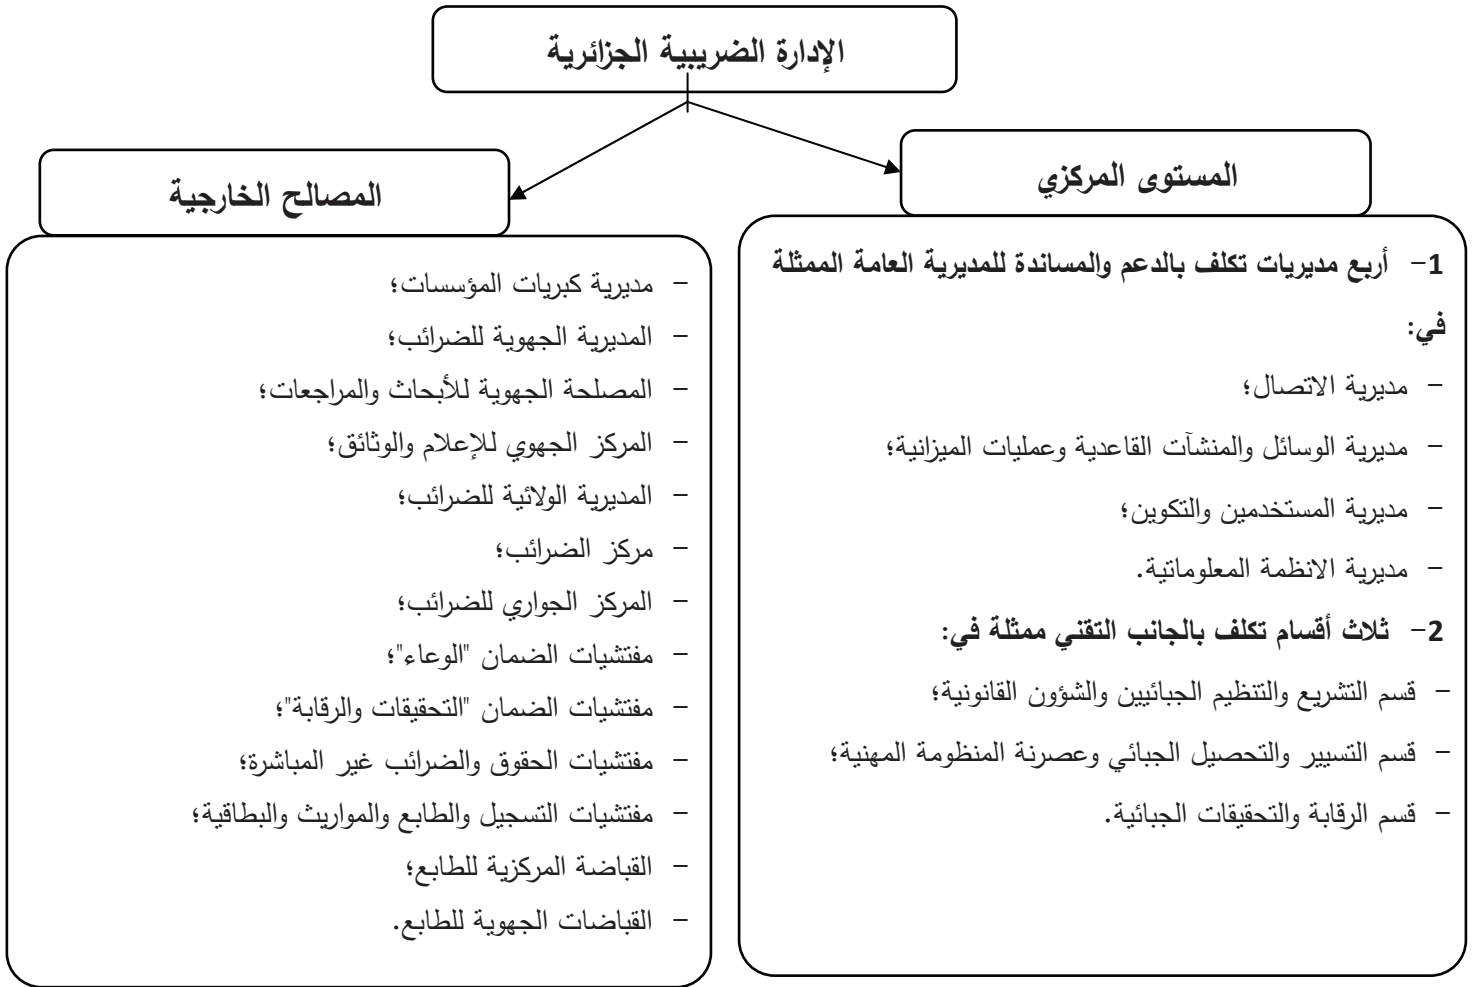 الإدارة الضريبية الجزائرية
المستوى المركزي
1- أربع مديريات تكلف بالدعم والمساندة للمديرية العامة الممثلة
في:
- مديرية الاتصال؛
- مديرية الوسائل والمنشآت القاعدية وعمليات الميزانية؛
- مديرية المستخدمين والتكوين؛
- مديرية الانظمة المعلوماتية.
2- ثلاث أقسام تكلف بالجانب التقني ممثلة في:
- قسم التشريع والتنظيم الجبائيين والشؤون القانونية؛
- قسم التسيير والتحصيل الجبائي وعصرنة المنظومة المهنية؛
- قسم الرقابة والتحقيقات الجبائية.
المصالح الخارجية
- مديرية كبريات المؤسسات؛
- المديرية الجهوية للضرائب؛
- المصلحة الجهوية للأبحاث والمراجعات؛
- المركز الجهوي للإعلام والوثائق؛
- المديرية الولائية للضرائب؛
- مركز الضرائب؛
- المركز الجواري للضرائب؛
- مفتشيات الضمان "الوعاء"؛
- مفتشيات الضمان "التحقيقات والرقابة"؛
- مفتشيات الحقوق والضرائب غير المباشرة؛
- مفتشيات التسجيل والطابع والمواريث والبطاقية؛
- القباضة المركزية للطابع؛
- القباضات الجهوية للطابع.